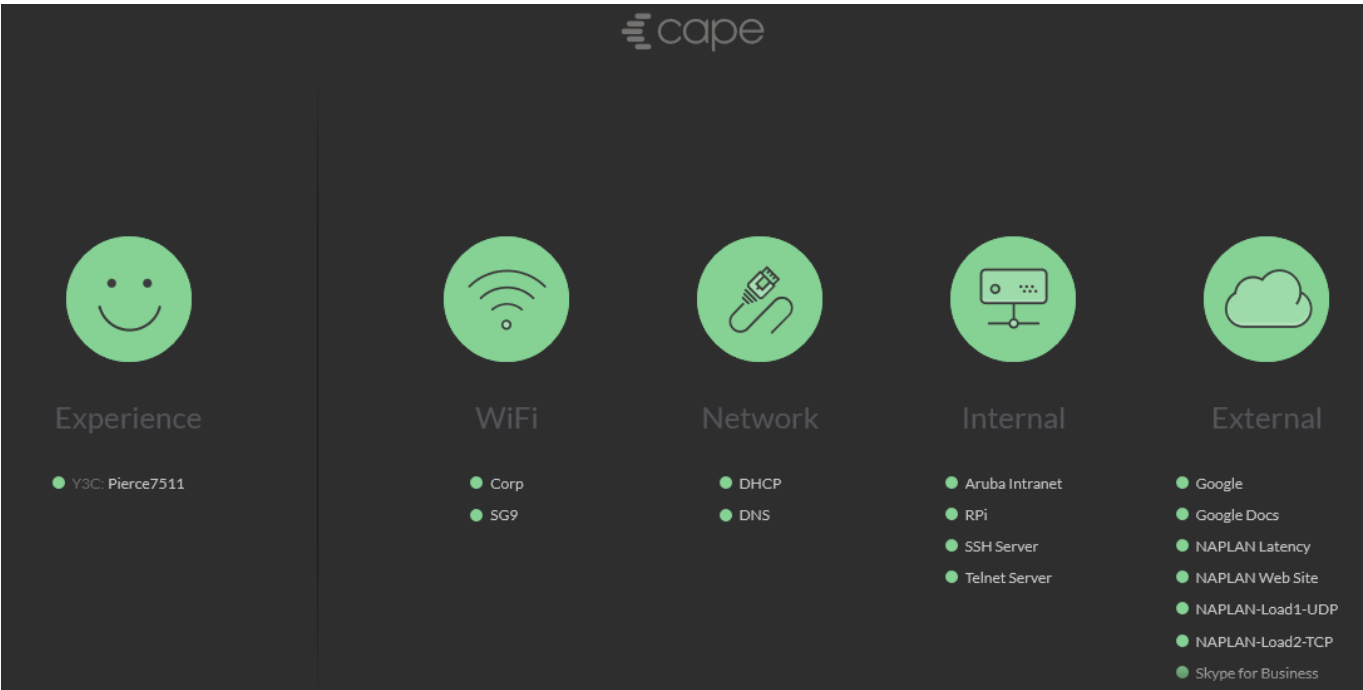 cape
Experience
Y3C: Pierce7511
WiFi
Corp
SG9
Network
DHCP
DNS
Internal
Aruba Intranet
RPi
SSH Server
Telnet Server
External
Google
Google Docs
NAPLAN Latency
NAPLAN Web Site
NAPLAN-Load1-UDP
NAPLAN-Load2-TCP
Skype for Business